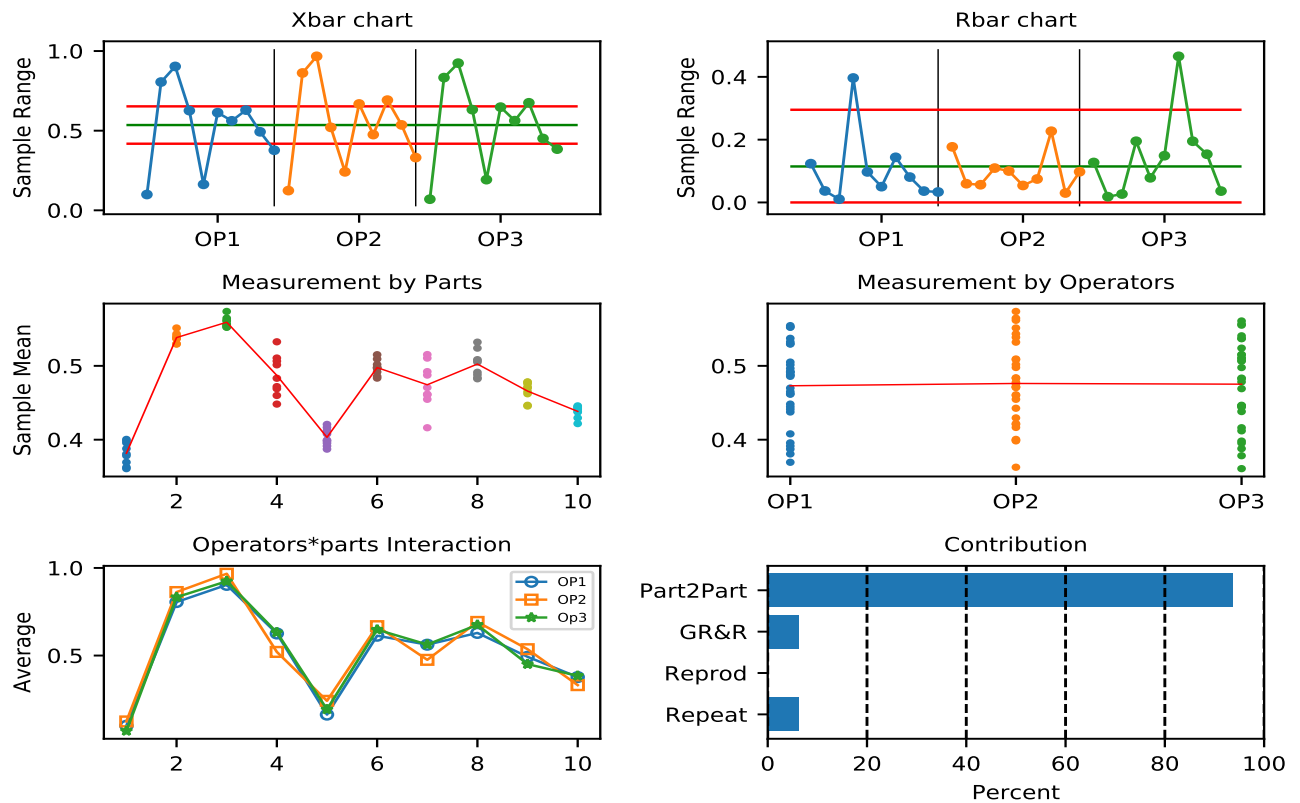 Xbar chart
Sample Range
1.0
0.5
0.0
OP1 OP2 OP3
Rbar chart
Sample Range
0.4
0.2
0.0
OP1 OP2 OP3
Measurement by Parts
Sample Mean
0.5
0.4
2 4 6 8 10
Measurement by Operators
0.5
0.4
OP1 OP2 OP3
Operators*parts Interaction
Average
1.0
0.5
OP1
OP2
Op3
2 4 6 8 10
Contribution
Part2Part
GR&R
Reprod
Repeat
0 20 40 60 80 100
Percent